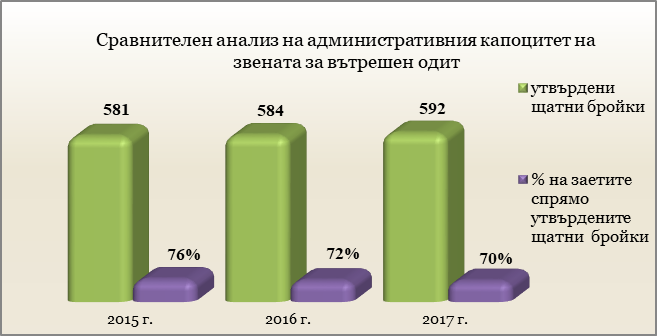 Сравнителен анализ на административния капоцитет на
звената за вътрешен одит
581
584
592
76%
72%
70%
2015 г.
2016 г.
2017 г.
утвърдени
щатни бройки
% на заетите
спрямо
утвърдените
щатни бройки